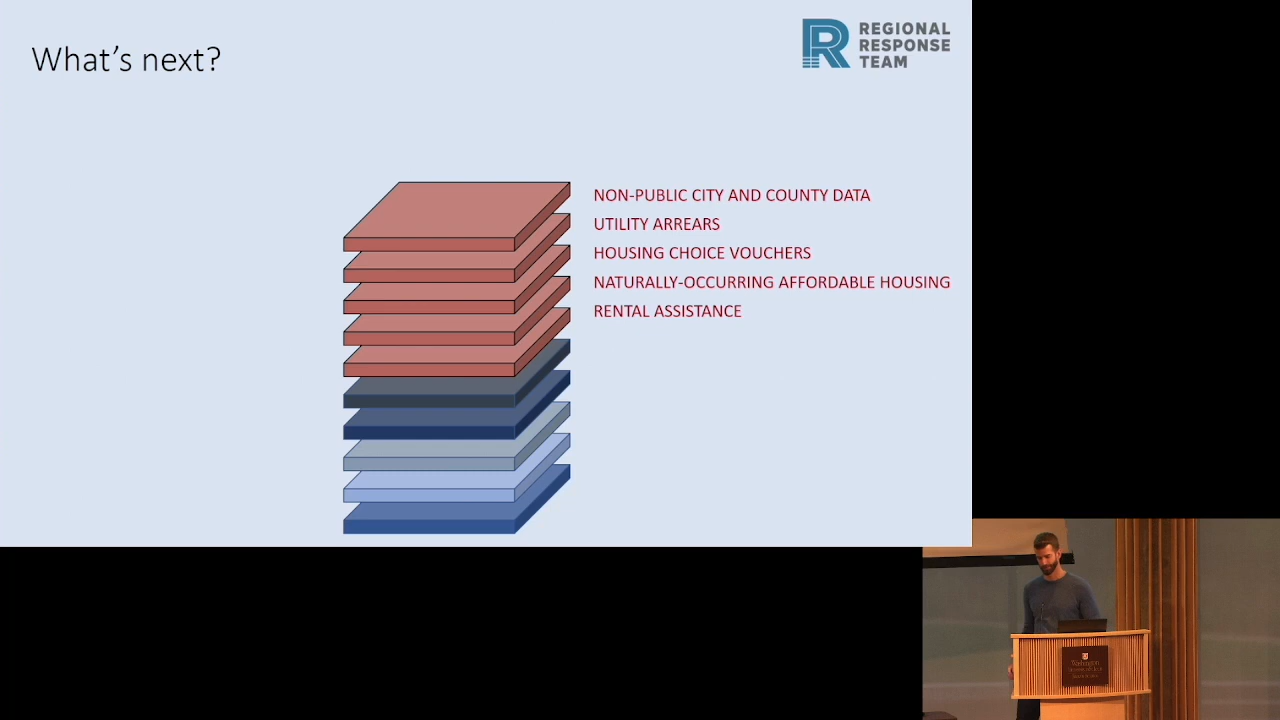 What's next?
REGIONAL
RESPONSE
TEAM
NON-PUBLIC CITY AND COUNTY DATA
UTILITY ARREARS
HOUSING CHOICE VOUCHERS
NATURALLY-OCCURRING AFFORDABLE HOUSING
RENTAL ASSISTANCE
Washington